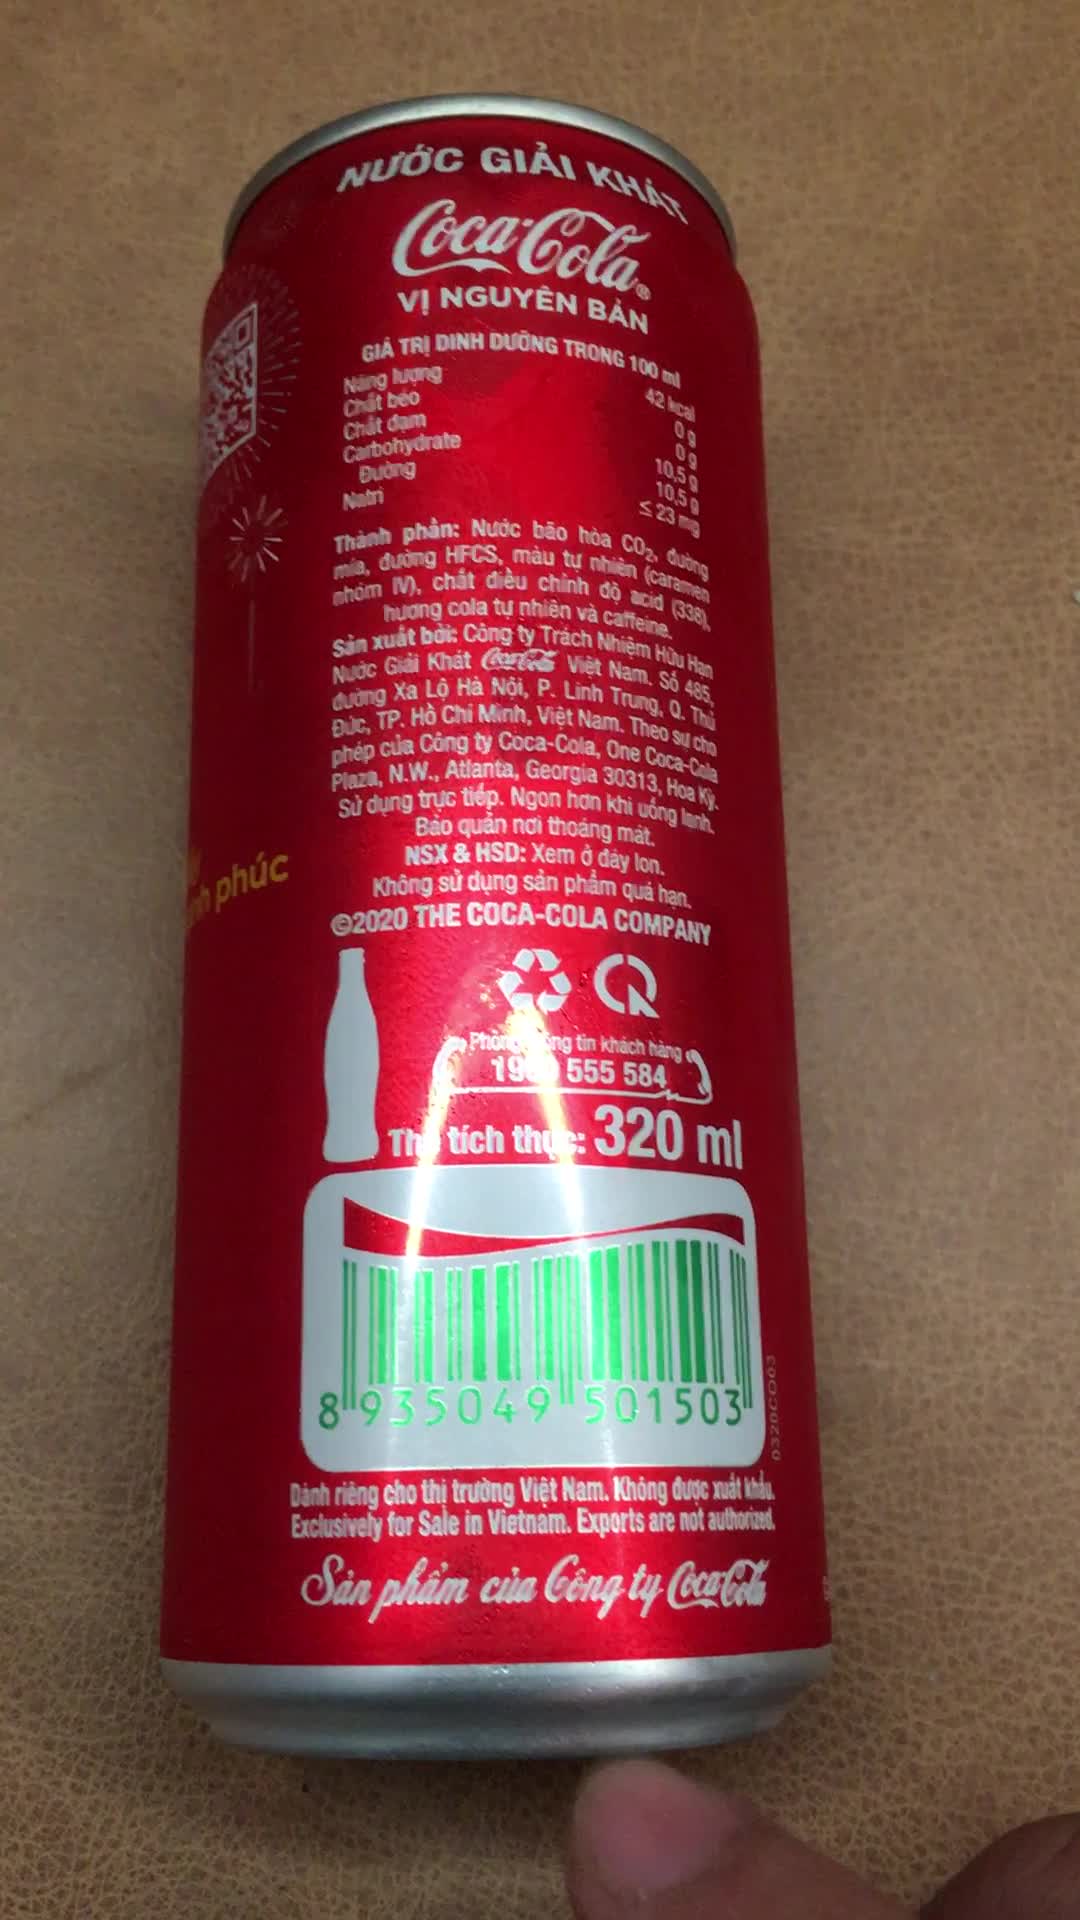 NƯỚC GIẢI KHÁT
Coca-Cola®
VỊ NGUYÊN BẢN
GIÁ TRỊ DINH DƯỠNG TRONG 100 ml
Năng lượng 42 kcal
Chất béo 0 g
Chất đạm 0 g
Carbohydrate 10,5 g
Đường 10,5 g
Natri ≤ 23 mg
Thành phần: Nước bão hòa CO2, đường
mía, đường HFCS, màu tự nhiên (caramen
nhóm IV), chất điều chỉnh độ acid (338),
hương cola tự nhiên và caffeine.
Sản xuất bởi: Công ty Trách Nhiệm Hữu Hạn
Nước Giải Khát Coca-Cola Việt Nam. Số 485,
đường Xa Lộ Hà Nội, P. Linh Trung, Q. Thủ
Đức, TP. Hồ Chí Minh, Việt Nam. Theo sự cho
phép của Công ty Coca-Cola, One Coca-Cola
Plaza, N.W., Atlanta, Georgia 30313, Hoa Kỳ.
Sử dụng trực tiếp. Ngon hơn khi uống lạnh.
Bảo quản nơi thoáng mát.
NSX & HSD: Xem ở đáy lon.
Không sử dụng sản phẩm quá hạn.
©2020 THE COCA-COLA COMPANY
phúc
tin khách hàng
555 584
tích thực: 320 ml
8 935049 501503
0320CO03
Dành riêng cho thị trường Việt Nam. Không được xuất khẩu.
Exclusively for Sale in Vietnam. Exports are not authorized.
Sản phẩm của Công ty Coca-Cola